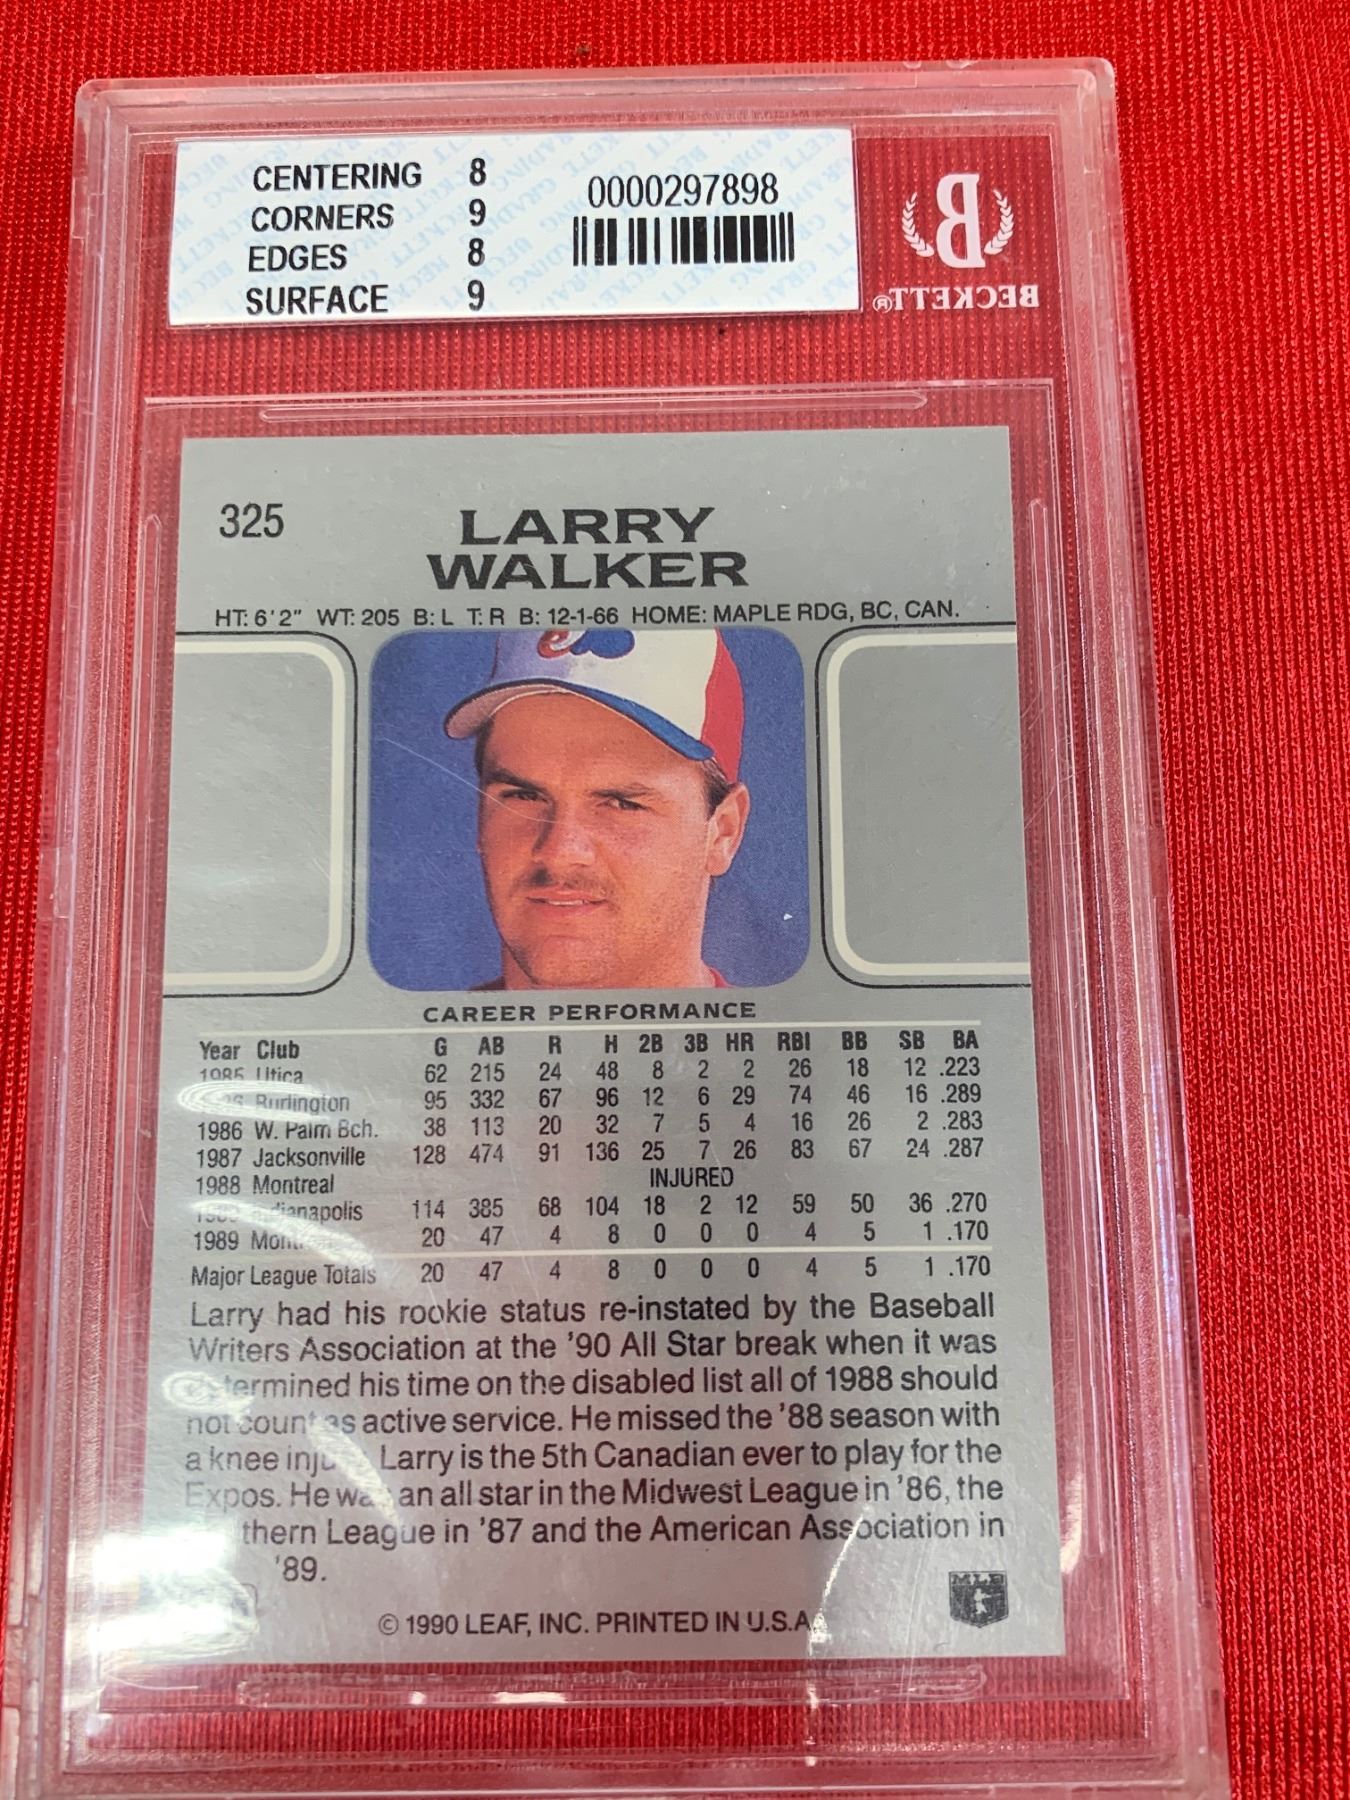 CENTERING 8
CORNERS 9
EDGES 8
SURFACE 9
0000297898
B
BECKETT®
325
LARRY
WALKER
HT: 6'2" WT: 205 B: L T: R B: 12-1-66 HOME: MAPLE RDG, BC, CAN.
CAREER PERFORMANCE
Year Club G AB R H 2B 3B HR RBI BB SB BA
1985 Utica 62 215 24 48 8 2 2 26 18 12 .223
Burlington 95 332 67 96 12 6 29 74 46 16 .289
1986 W. Palm Bch. 38 113 20 32 7 5 4 16 26 2 .283
1987 Jacksonville 128 474 91 136 25 7 26 83 67 24 .287
1988 Montreal INJURED
1989 Indianapolis 114 385 68 104 18 2 12 59 50 36 .270
1989 Mont 20 47 4 8 0 0 0 4 5 1 .170
Major League Totals 20 47 4 8 0 0 0 4 5 1 .170
Larry had his rookie status re-instated by the Baseball
Writers Association at the '90 All Star break when it was
determined his time on the disabled list all of 1988 should
not count as active service. He missed the '88 season with
a knee injury. Larry is the 5th Canadian ever to play for the
Expos. He was an all star in the Midwest League in '86, the
thern League in '87 and the American Association in
'89.
© 1990 LEAF, INC. PRINTED IN U.S.A.
MLB